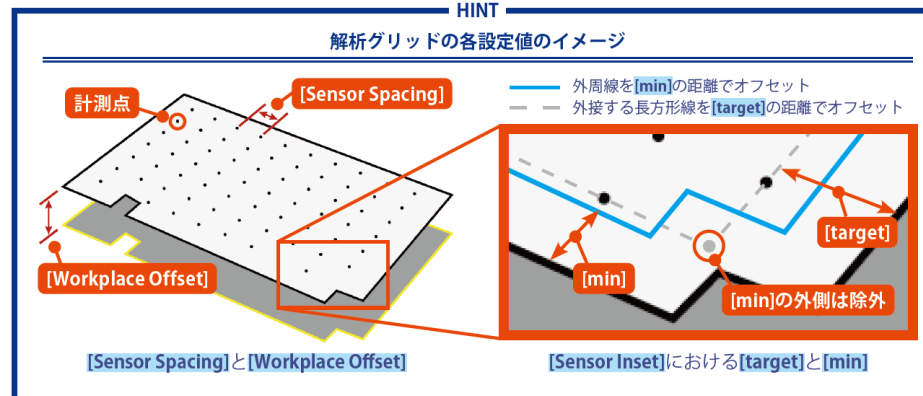 HINT
解析グリッドの各設定値のイメージ
計測点
[Sensor Spacing]
[Workplace Offset]
[Sensor Spacing]と[Workplace Offset]
外周線を[min]の距離でオフセット
外接する長方形線を[target]の距離でオフセット
[target]
[min]
[min]の外側は除外
[Sensor Inset]における[target]と[min]